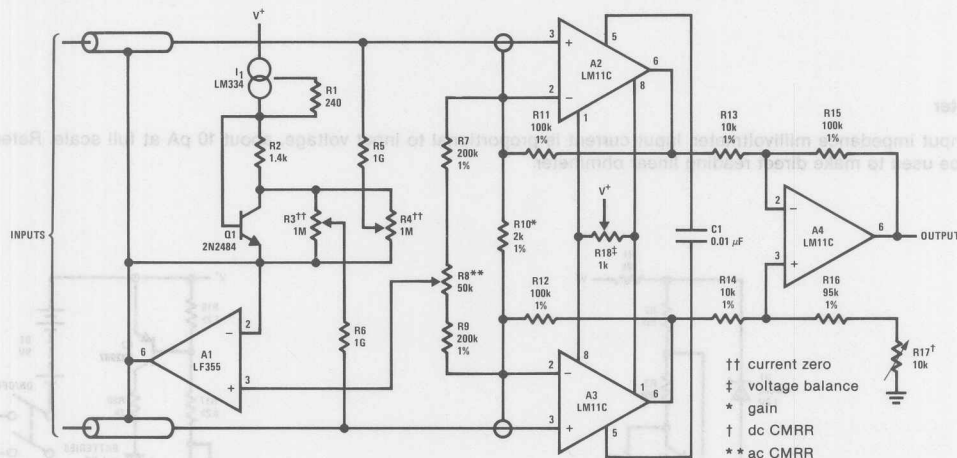 V+
I1
LM334
R1
240
R2
1.4k
Q1
2N2484
R3††
1M
R4††
1M
R5
1G
R6
1G
INPUTS
A1
LF355
2
3
6
R7
200k
1%
R8**
50k
R9
200k
1%
R10*
2k
1%
R11
100k
1%
R12
100k
1%
A2
LM11C
3
2
5
6
8
1
V+
R18‡
1k
C1
0.01 µF
A3
LM11C
2
3
8
1
6
5
R13
10k
1%
R14
10k
1%
R15
100k
1%
R16
95k
1%
R17†
10k
A4
LM11C
2
3
6
OUTPUT
†† current zero
‡ voltage balance
* gain
† dc CMRR
** ac CMRR